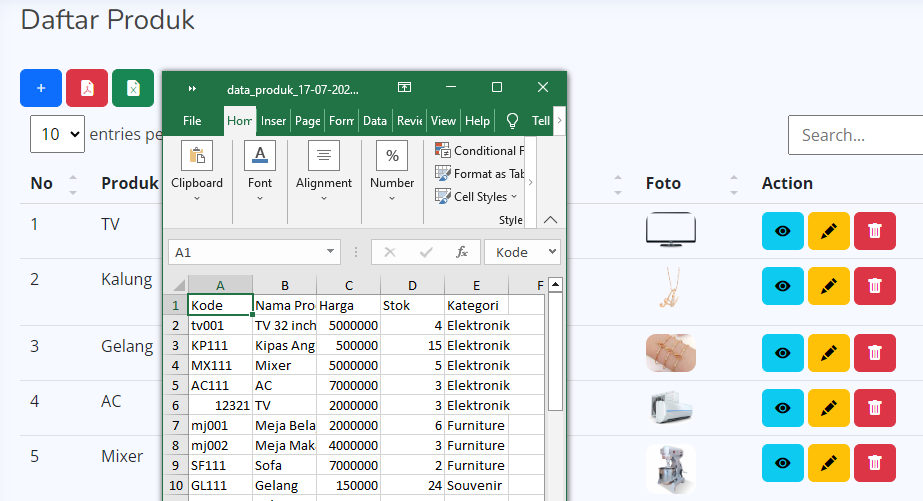 Daftar Produk
data_produk_17-07-202...
File Hom Inser Page Form Data Revie View Help Tell
Clipboard Font Alignment Number
Conditional F
Format as Tab
Cell Styles
Style
10 entries pe
Search...
A1 fx Kode
No Produk Foto Action
A B C D E F
1 Kode Nama Pro Harga Stok Kategori
2 tv001 TV 32 inch 5000000 4 Elektronik
3 KP111 Kipas Ang 500000 15 Elektronik
4 MX111 Mixer 5000000 5 Elektronik
5 AC111 AC 7000000 3 Elektronik
6 12321 TV 2000000 3 Elektronik
7 mj001 Meja Bela 2000000 6 Furniture
8 mj002 Meja Mak 4000000 3 Furniture
9 SF111 Sofa 7000000 2 Furniture
10 GL111 Gelang 150000 24 Souvenir
1 TV
2 Kalung
3 Gelang
4 AC
5 Mixer